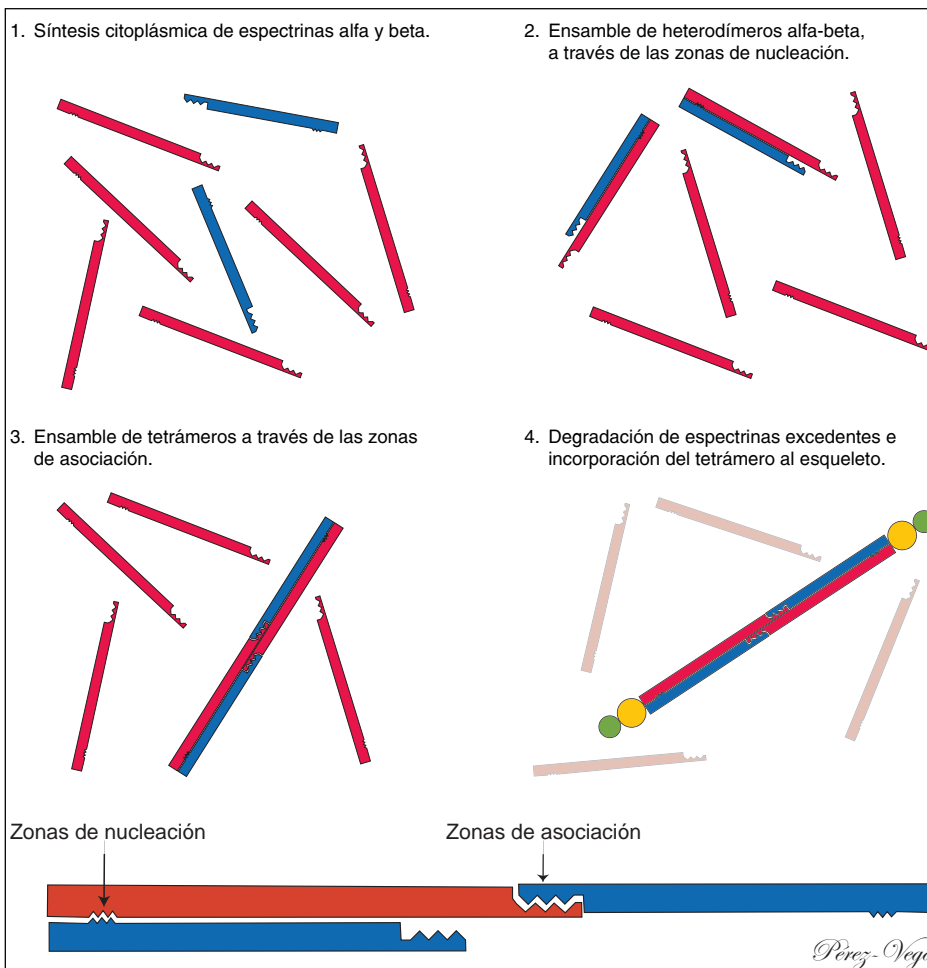 1. Síntesis citoplásmica de espectrinas alfa y beta.
2. Ensamble de heterodímeros alfa-beta,
a través de las zonas de nucleación.
3. Ensamble de tetrámeros a través de las zonas
de asociación.
4. Degradación de espectrinas excedentes e
incorporación del tetrámero al esqueleto.
Zonas de nucleación
Zonas de asociación
Pérez-Vega